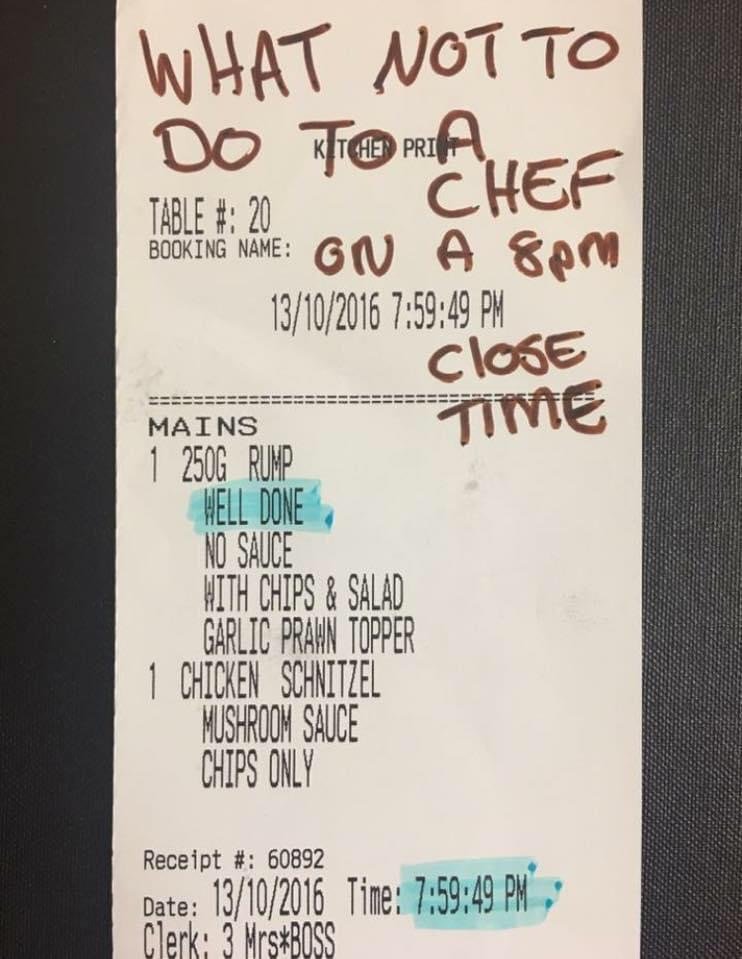 WHAT NOT TO
DO TO A
KITCHEN PRINT
CHEF
TABLE #: 20
BOOKING NAME:
ON A 8pm
13/10/2016 7:59:49 PM
CLOSE
TIME
MAINS
1 250G RUMP
WELL DONE
NO SAUCE
WITH CHIPS & SALAD
GARLIC PRAWN TOPPER
1 CHICKEN SCHNITZEL
MUSHROOM SAUCE
CHIPS ONLY
Receipt #: 60892
Date: 13/10/2016 Time: 7:59:49 PM
Clerk: 3 Mrs*BOSS